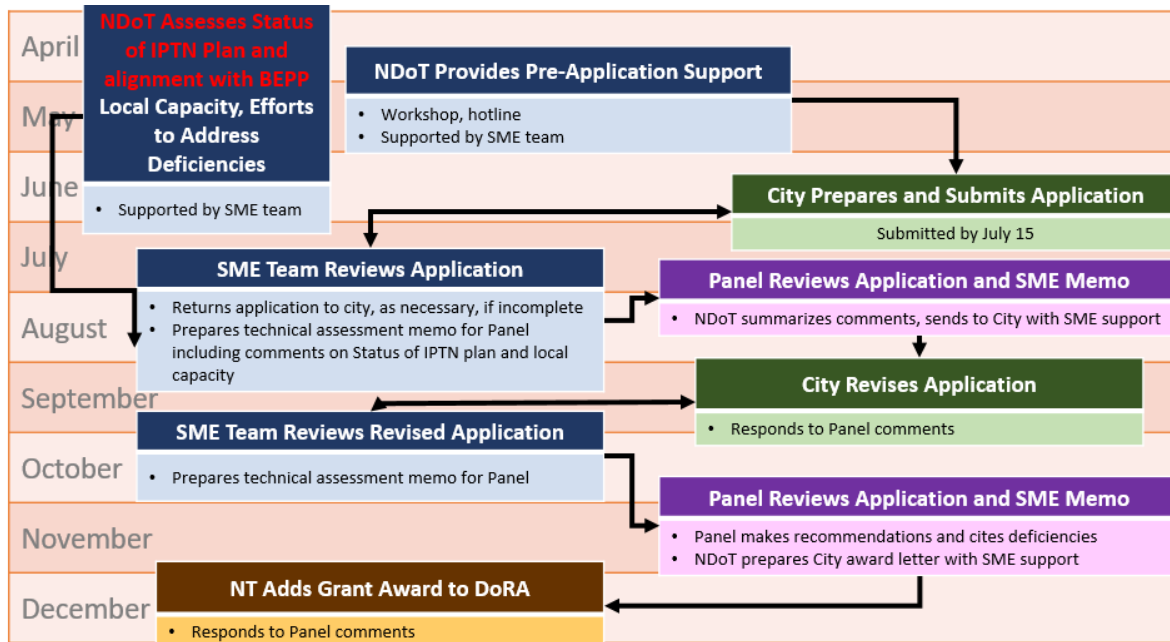 April
May
June
July
August
September
October
November
December
NDoT Assesses Status
of IPTN Plan and
alignment with BEPP
Local Capacity, Efforts
to Address
Deficiencies
• Supported by SME team
NDoT Provides Pre-Application Support
• Workshop, hotline
• Supported by SME team
City Prepares and Submits Application
Submitted by July 15
SME Team Reviews Application
• Returns application to city, as necessary, if incomplete
• Prepares technical assessment memo for Panel
including comments on Status of IPTN plan and local
capacity
Panel Reviews Application and SME Memo
• NDoT summarizes comments, sends to City with SME support
City Revises Application
• Responds to Panel comments
SME Team Reviews Revised Application
• Prepares technical assessment memo for Panel
Panel Reviews Application and SME Memo
• Panel makes recommendations and cites deficiencies
• NDoT prepares City award letter with SME support
NT Adds Grant Award to DoRA
• Responds to Panel comments